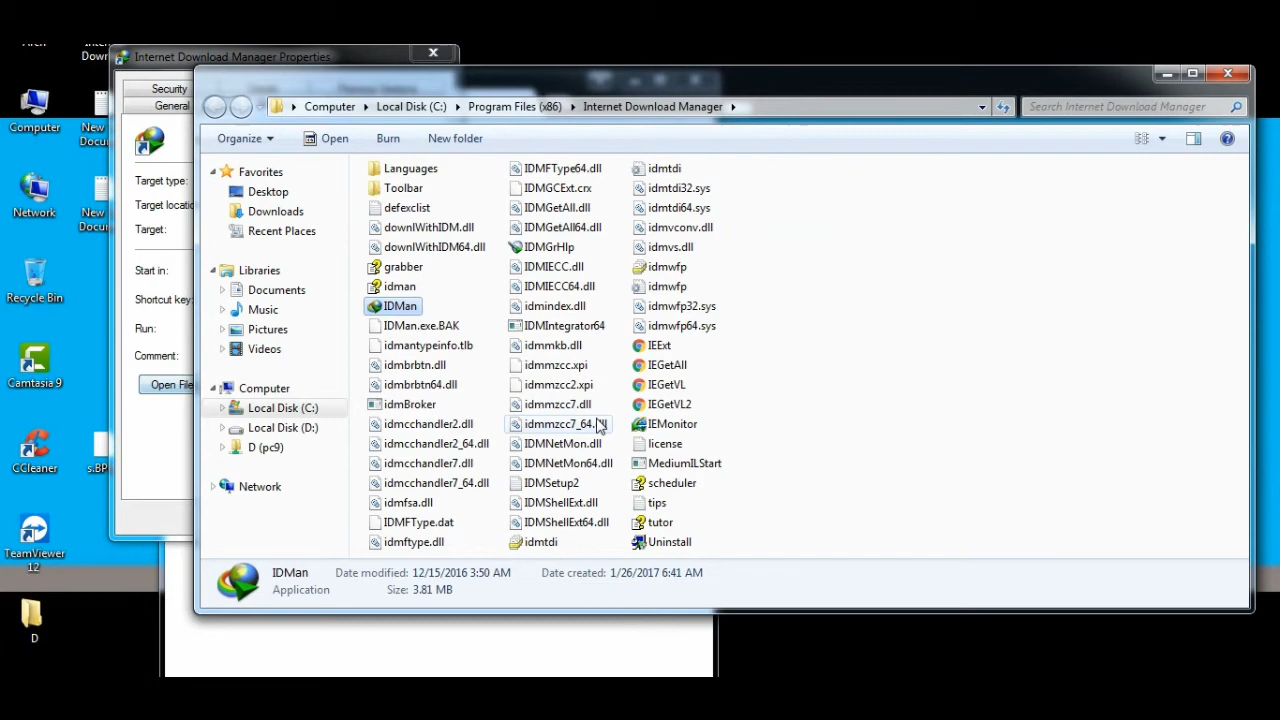 Internet Download Manager Properties
Security
General
Target type:
Target locatio
Target:
Start in:
Shortcut key:
Run:
Comment:
Open File
Computer
Network
Recycle Bin
Camtasia 9
CCleaner
TeamViewer
12
D
Down
New
Docum
New
Docum
s.BP
Computer
Local Disk (C:)
Program Files (x86)
Internet Download Manager
Search Internet Download Manager
Organize
Open
Burn
New folder
Favorites
Desktop
Downloads
Recent Places
Libraries
Documents
Music
Pictures
Videos
Computer
Local Disk (C:)
Local Disk (D:)
D (pc9)
Network
Languages
Toolbar
defexclist
downlWithIDM.dll
downlWithIDM64.dll
grabber
idman
IDMan
IDMan.exe.BAK
idmantypeinfo.tlb
idmbrbtn.dll
idmbrbtn64.dll
idmBroker
idmcchandler2.dll
idmcchandler2_64.dll
idmcchandler7.dll
idmcchandler7_64.dll
idmfsa.dll
IDMFType.dat
idmftype.dll
IDMFType64.dll
IDMGCExt.crx
IDMGetAll.dll
IDMGetAll64.dll
IDMGrHlp
IDMIECC.dll
IDMIECC64.dll
idmindex.dll
IDMIntegrator64
idmmkb.dll
idmmzcc.xpi
idmmzcc2.xpi
idmmzcc7.dll
idmmzcc7_64.dll
IDMNetMon.dll
IDMNetMon64.dll
IDMSetup2
IDMShellExt.dll
IDMShellExt64.dll
idmtdi
idmtdi
idmtdi32.sys
idmtdi64.sys
idmvconv.dll
idmvs.dll
idmwfp
idmwfp
idmwfp32.sys
idmwfp64.sys
IEExt
IEGetAll
IEGetVL
IEGetVL2
IEMonitor
license
MediumILStart
scheduler
tips
tutor
Uninstall
IDMan
Date modified: 12/15/2016 3:50 AM
Date created: 1/26/2017 6:41 AM
Application
Size: 3.81 MB